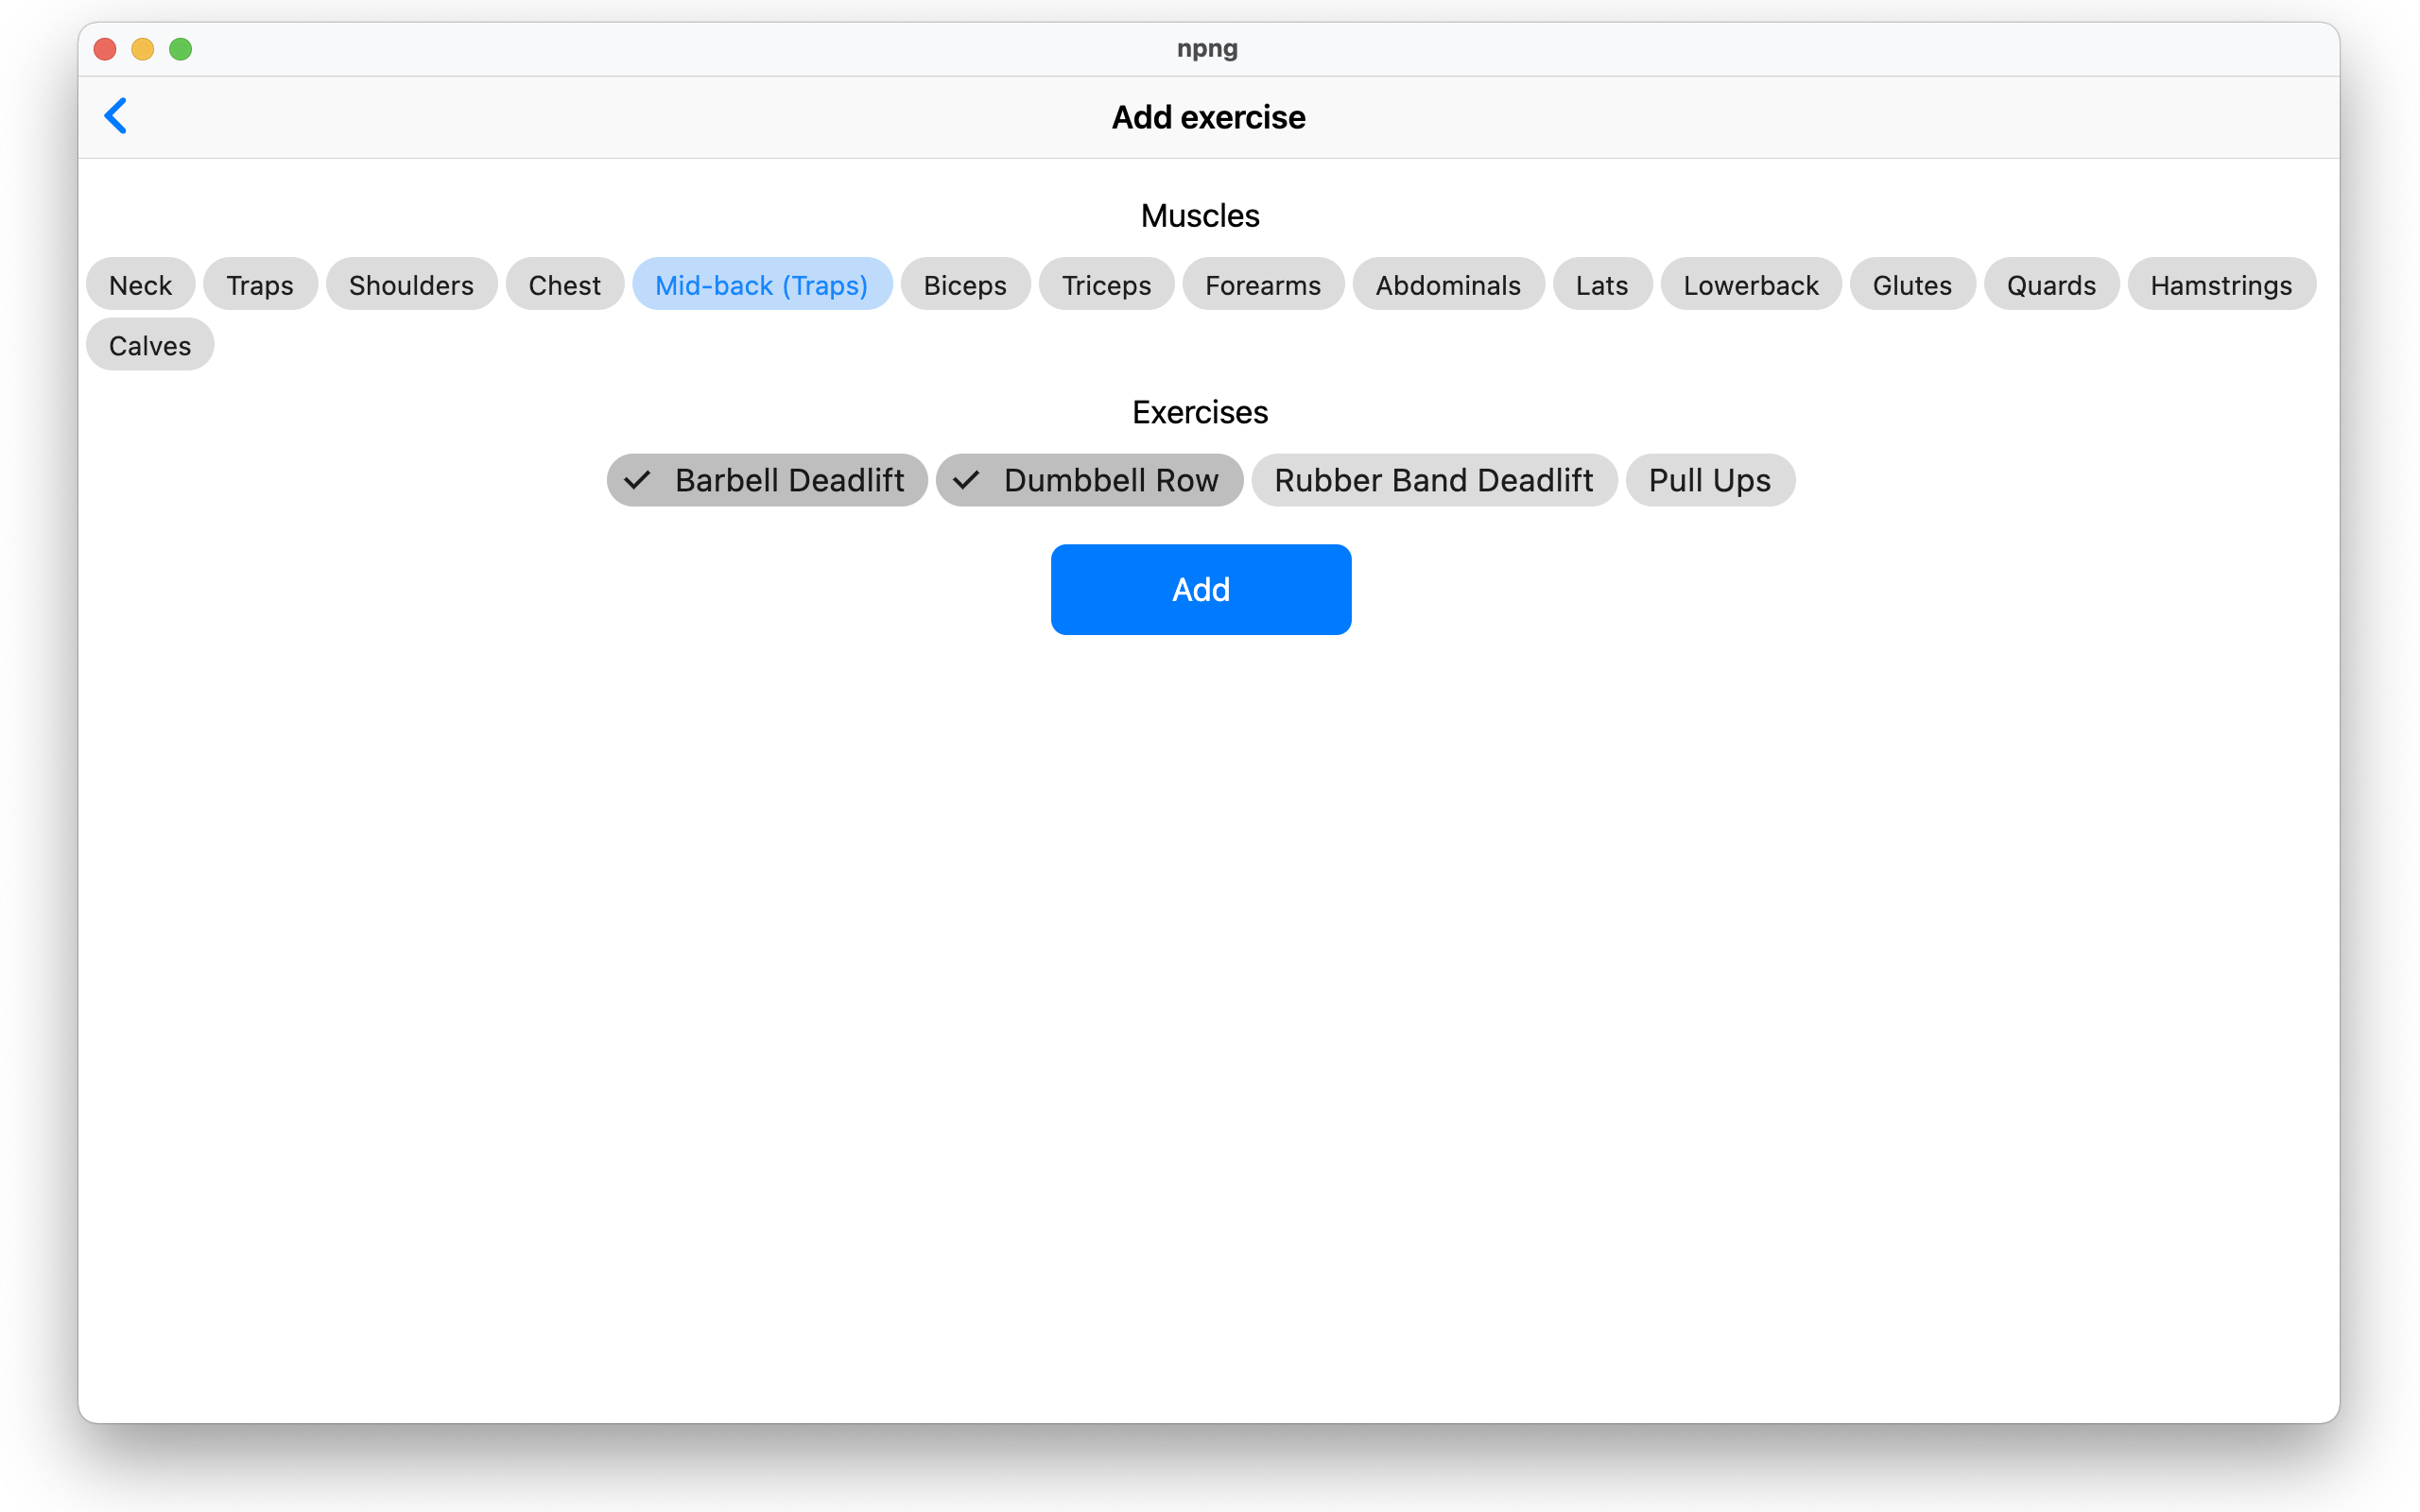 npng
Add exercise
Muscles
Neck Traps Shoulders Chest Mid-back (Traps) Biceps Triceps Forearms Abdominals Lats Lowerback Glutes Quards Hamstrings
Calves
Exercises
Barbell Deadlift Dumbbell Row Rubber Band Deadlift Pull Ups
Add